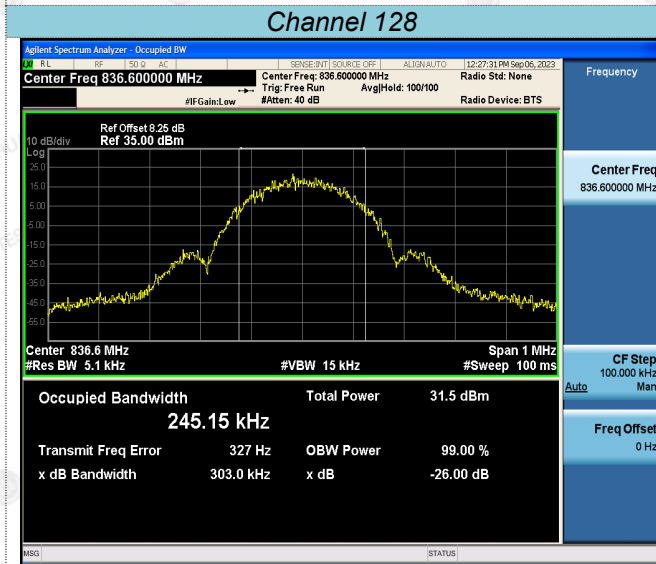 Channel 128
Agilent Spectrum Analyzer - Occupied BW
RL RF 50 Ω AC SENSE:INT SOURCE OFF ALIGN AUTO 12:27:31 PM Sep 06, 2023
Center Freq 836.600000 MHz
Center Freq: 836.600000 MHz
Radio Std: None
Trig: Free Run Avg|Hold: 100/100
#IFGain:Low #Atten: 40 dB Radio Device: BTS
Ref Offset 8.25 dB
10 dB/div Ref 35.00 dBm
Log
25.0
15.0
5.00
-5.00
-15.0
-25.0
-35.0
-45.0
-55.0
Center 836.6 MHz Span 1 MHz
#Res BW 5.1 kHz #VBW 15 kHz #Sweep 100 ms
Occupied Bandwidth Total Power 31.5 dBm
245.15 kHz
Transmit Freq Error 327 Hz OBW Power 99.00 %
x dB Bandwidth 303.0 kHz x dB -26.00 dB
MSG STATUS
Frequency
Center Freq
836.600000 MHz
CF Step
100.000 kHz
Auto Man
Freq Offset
0 Hz